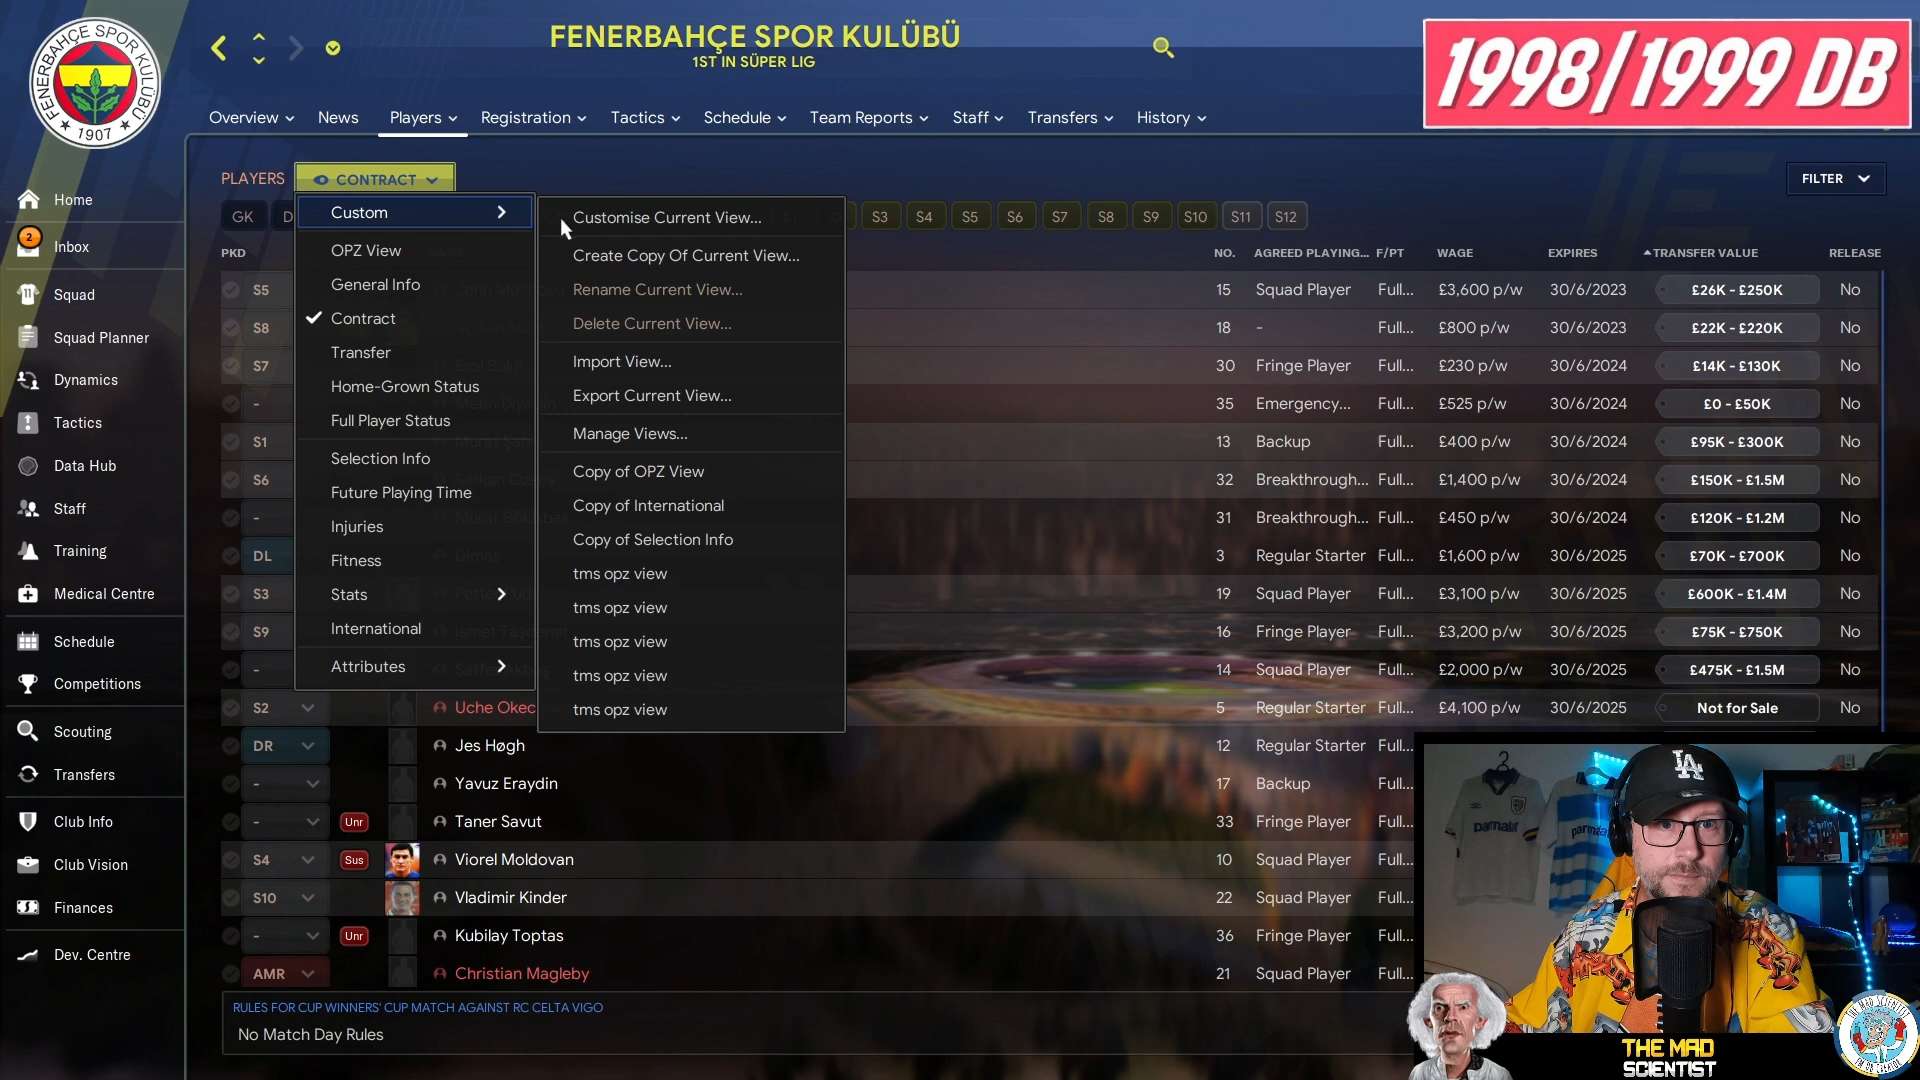 FENERBAHÇE SPOR KULÜBÜ
1ST IN SÜPER LIG
1998/1999 DB
FENERBAHÇE SPOR KULÜBÜ
1907
Overview
News
Players
Registration
Tactics
Schedule
Team Reports
Staff
Transfers
History
PLAYERS
CONTRACT
FILTER
Home
2
Inbox
Squad
Squad Planner
Dynamics
Tactics
Data Hub
Staff
Training
Medical Centre
Schedule
Competitions
Scouting
Transfers
Club Info
Club Vision
Finances
Dev. Centre
GK
S3 S4 S5 S6 S7 S8 S9 S10 S11 S12
Custom
OPZ View
General Info
Contract
Transfer
Home-Grown Status
Full Player Status
Selection Info
Future Playing Time
Injuries
Fitness
Stats
International
Attributes
Customise Current View...
Create Copy Of Current View...
Rename Current View...
Delete Current View...
Import View...
Export Current View...
Manage Views...
Copy of OPZ View
Copy of International
Copy of Selection Info
tms opz view
tms opz view
tms opz view
tms opz view
tms opz view
PKD NO. AGREED PLAYING... F/PT WAGE EXPIRES TRANSFER VALUE RELEASE
S5 15 Squad Player Full... £3,600 p/w 30/6/2023 £26K - £250K No
S8 18 - Full... £800 p/w 30/6/2023 £22K - £220K No
S7 30 Fringe Player Full... £230 p/w 30/6/2024 £14K - £130K No
- 35 Emergency... Full... £525 p/w 30/6/2024 £0 - £50K No
S1 13 Backup Full... £400 p/w 30/6/2024 £95K - £300K No
S6 32 Breakthrough... Full... £1,400 p/w 30/6/2024 £150K - £1.5M No
- 31 Breakthrough... Full... £450 p/w 30/6/2024 £120K - £1.2M No
DL Dimas 3 Regular Starter Full... £1,600 p/w 30/6/2025 £70K - £700K No
S3 19 Squad Player Full... £3,100 p/w 30/6/2025 £600K - £1.4M No
S9 16 Fringe Player Full... £3,200 p/w 30/6/2025 £75K - £750K No
- 14 Squad Player Full... £2,000 p/w 30/6/2025 £475K - £1.5M No
S2 Uche Okec 5 Regular Starter Full... £4,100 p/w 30/6/2025 Not for Sale No
DR Jes Høgh 12 Regular Starter Full...
- Yavuz Eraydin 17 Backup Full...
- Unr Taner Savut 33 Fringe Player Full...
S4 Sus Viorel Moldovan 10 Squad Player Full...
S10 Vladimir Kinder 22 Squad Player Full...
- Unr Kubilay Toptas 36 Fringe Player Full...
AMR Christian Magleby 21 Squad Player Full...
RULES FOR CUP WINNERS' CUP MATCH AGAINST RC CELTA VIGO
No Match Day Rules
LA
Parmalat
THE MAD
SCIENTIST